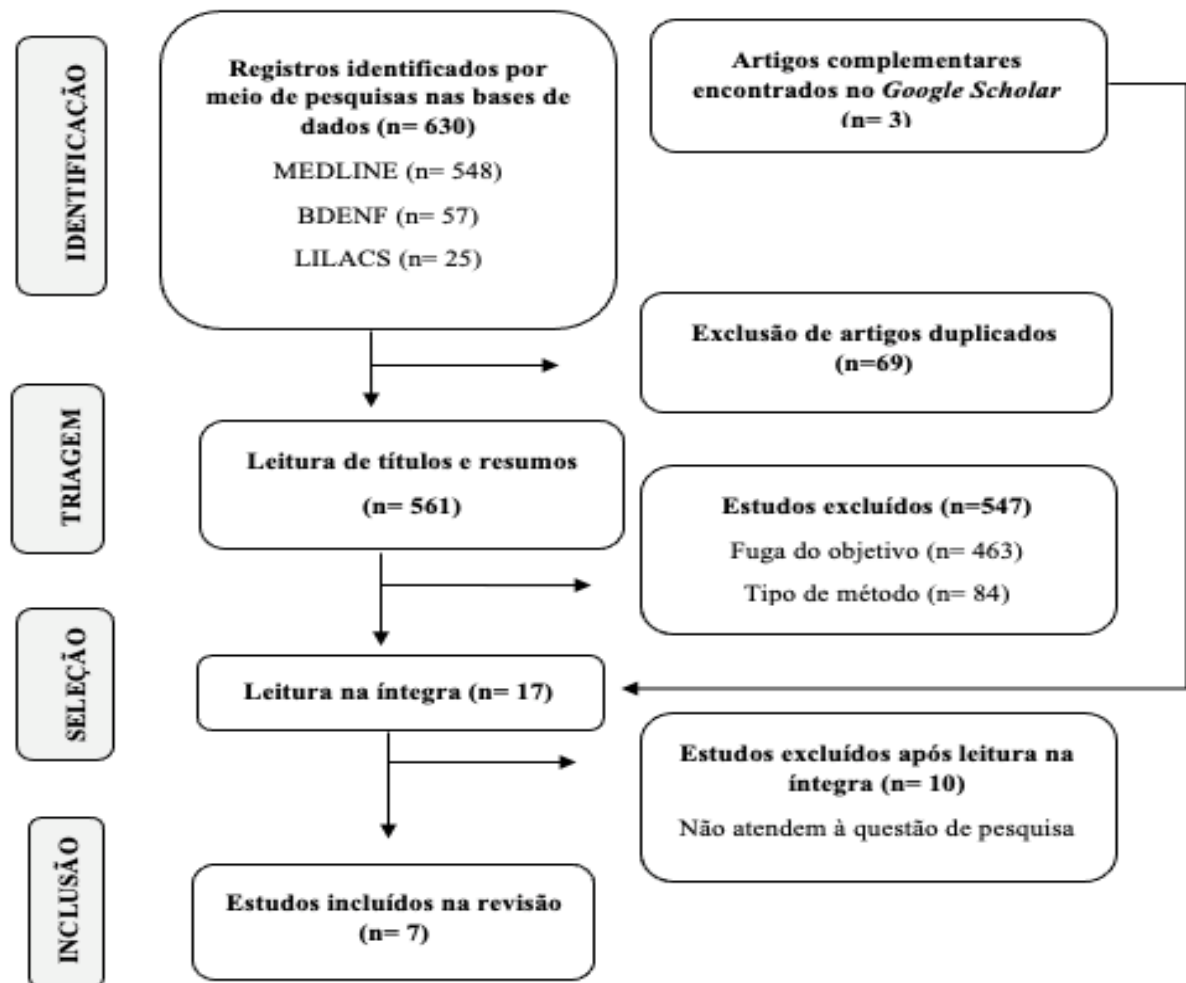 IDENTIFICAÇÃO
Registros identificados por
meio de pesquisas nas bases de
dados (n= 630)
MEDLINE (n= 548)
BDENF (n= 57)
LILACS (n= 25)
Artigos complementares
encontrados no Google Scholar
(n= 3)
Exclusão de artigos duplicados
(n=69)
TRIAGEM
Leitura de títulos e resumos
(n= 561)
Estudos excluídos (n=547)
Fuga do objetivo (n= 463)
Tipo de método (n= 84)
SELEÇÃO
Leitura na íntegra (n= 17)
Estudos excluídos após leitura na
íntegra (n= 10)
Não atendem à questão de pesquisa
INCLUSÃO
Estudos incluídos na revisão
(n= 7)